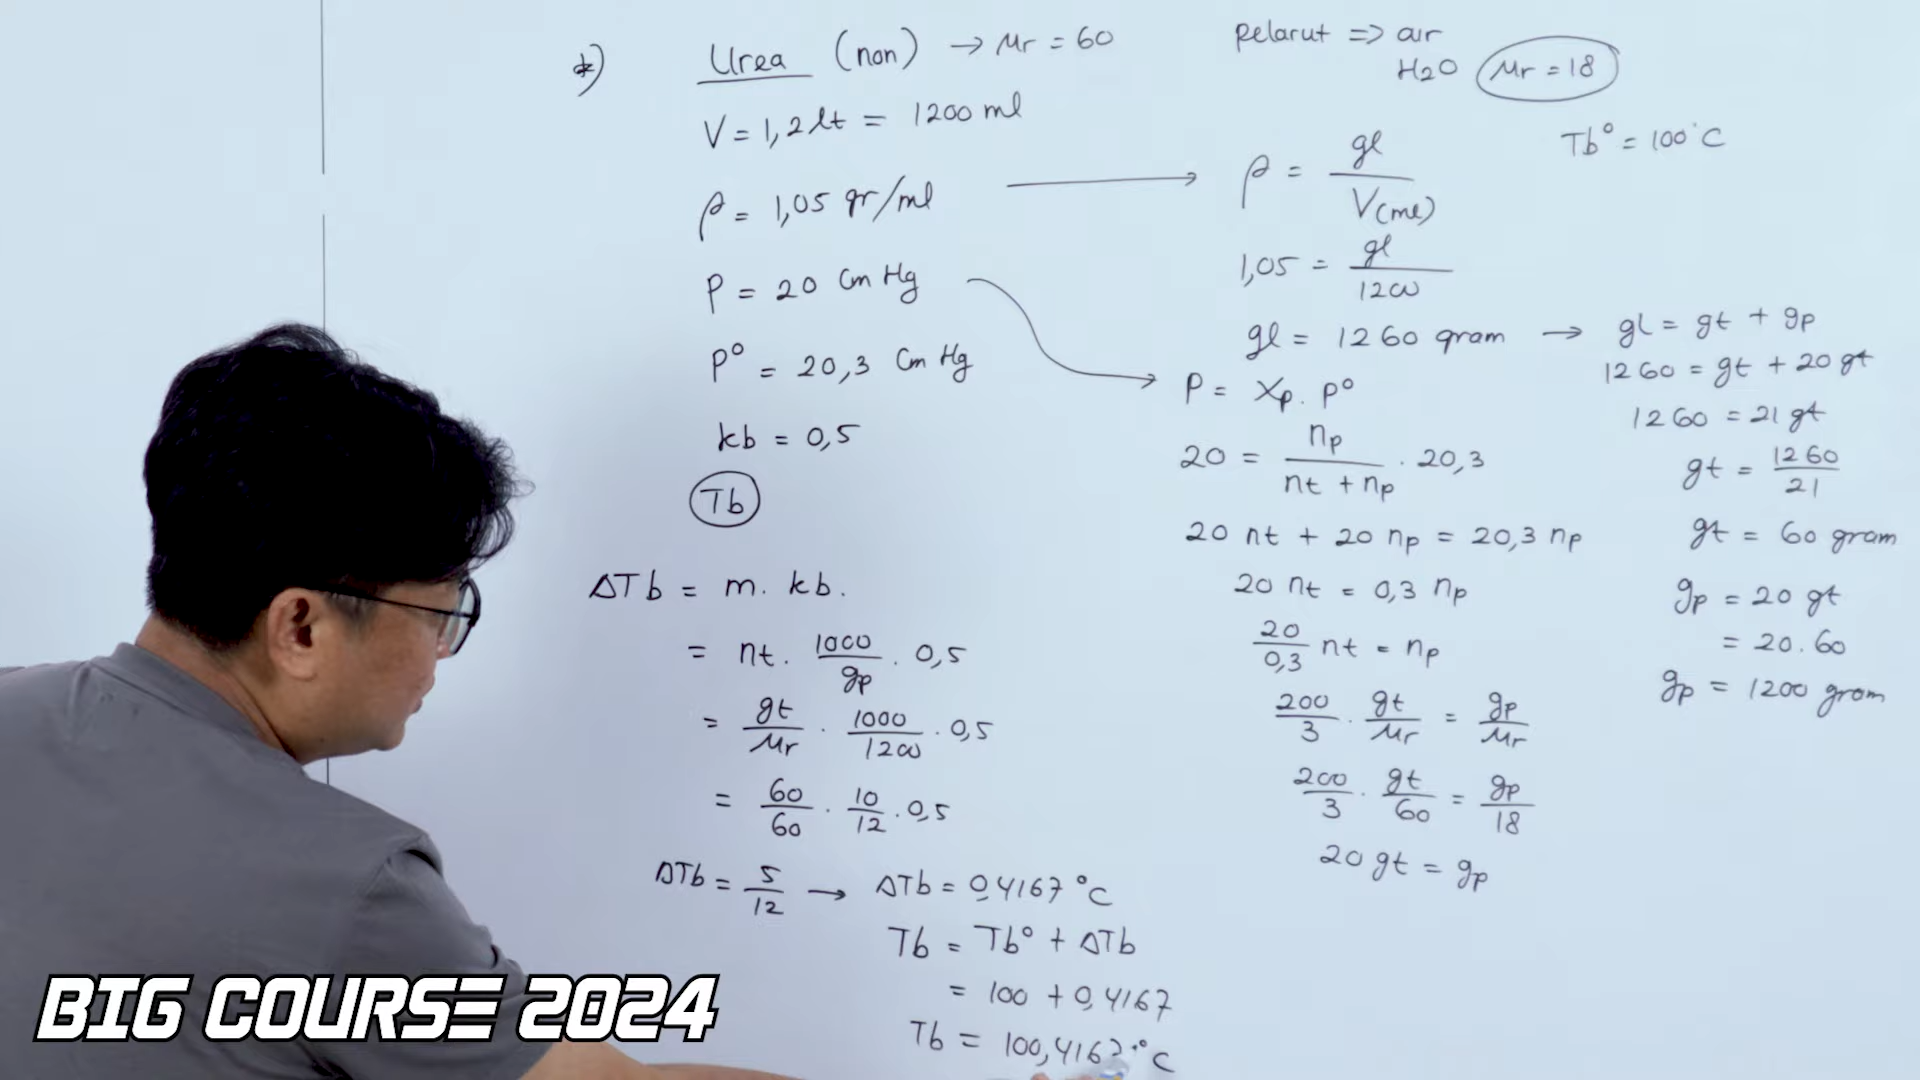 *) Urea (non) → Mr = 60
V = 1,2 lt = 1200 ml
ρ = 1,05 gr/ml
P = 20 Cm Hg
P° = 20,3 Cm Hg
kb = 0,5
Tb
ΔTb = m. kb.
= nt. 1000/gp . 0,5
= gt/Mr . 1000/1200 . 0,5
= 60/60 . 10/12 . 0,5
ΔTb = 5/12 → ΔTb = 0,4167 °C
Tb = Tb° + ΔTb
= 100 + 0,4167
Tb = 100,4167 °C
pelarut => air
H2O Mr = 18
Tb° = 100°C
ρ = gl/V(ml)
1,05 = gl/1200
gl = 1260 gram →
P = Xp. P°
20 = np/(nt + np) . 20,3
20 nt + 20 np = 20,3 np
20 nt = 0,3 np
20/0,3 nt = np
200/3 . gt/Mr = gp/Mr
200/3 . gt/60 = gp/18
20 gt = gp
gl = gt + gp
1260 = gt + 20 gt
1260 = 21 gt
gt = 1260/21
gt = 60 gram
gp = 20 gt
= 20.60
gp = 1200 gram
BIG COURSE 2024